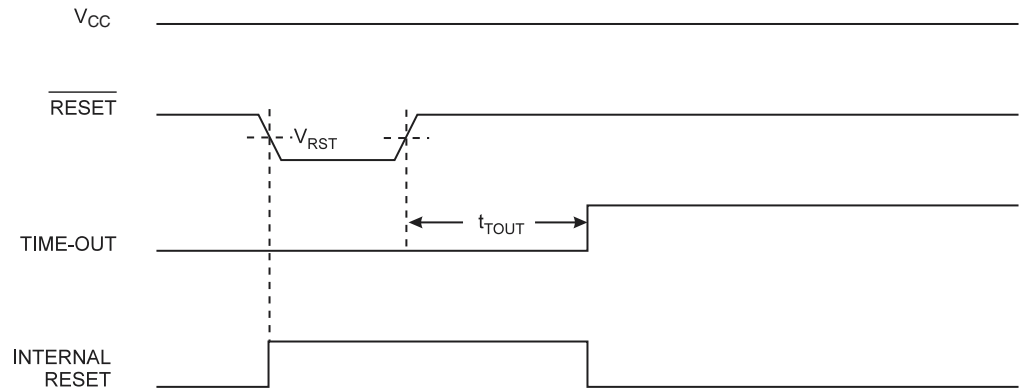 VCC
RESET
VRST
tTOUT
TIME-OUT
INTERNAL
RESET